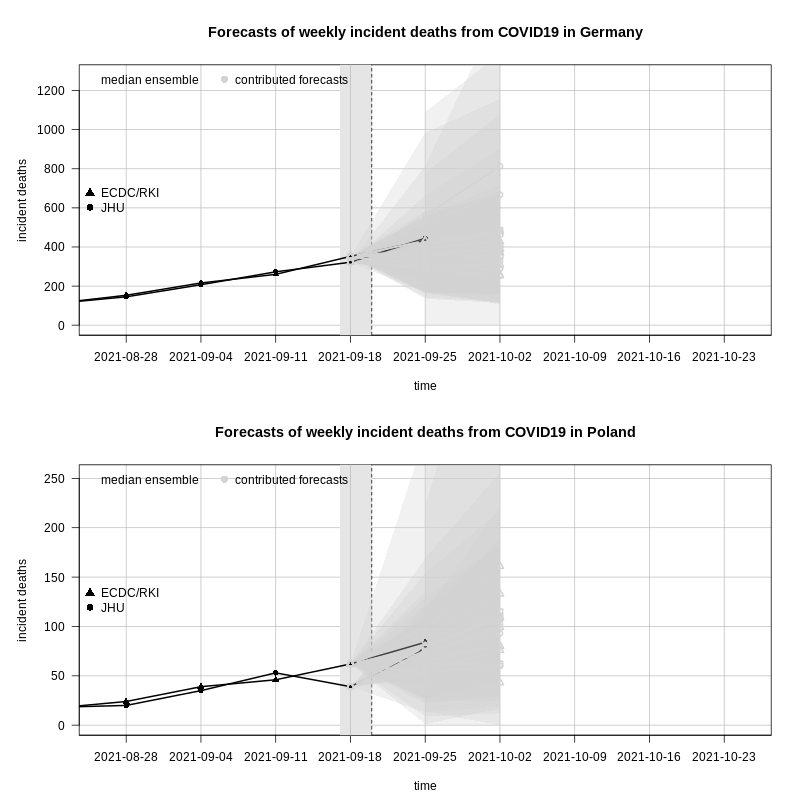 Forecasts of weekly incident deaths from COVID19 in Germany
median ensemble contributed forecasts
1200
1000
800
ECDC/RKI
JHU
600
400
200
0
incident deaths
2021-08-28 2021-09-04 2021-09-11 2021-09-18 2021-09-25 2021-10-02 2021-10-09 2021-10-16 2021-10-23
time
Forecasts of weekly incident deaths from COVID19 in Poland
median ensemble contributed forecasts
250
200
150
ECDC/RKI
JHU
100
50
0
incident deaths
2021-08-28 2021-09-04 2021-09-11 2021-09-18 2021-09-25 2021-10-02 2021-10-09 2021-10-16 2021-10-23
time